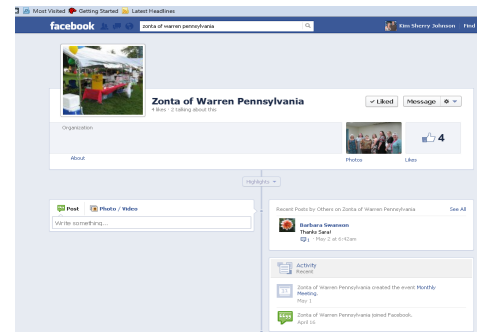 Most Visited Getting Started Latest Headlines
facebook zonta of warren pennsylvania Kim Sherry Johnson Find
Zonta of Warren Pennsylvania
4 likes · 2 talking about this
Liked Message
Organization
4
About Photos Likes
Highlights
Post Photo / Video
Write something...
Recent Posts by Others on Zonta of Warren Pennsylvania See All
Barbara Swanson
Thanks Sara!
1 · May 2 at 6:42am
Activity
Recent
Zonta of Warren Pennsylvania created the event Monthly
Meeting.
May 1
Zonta of Warren Pennsylvania joined Facebook.